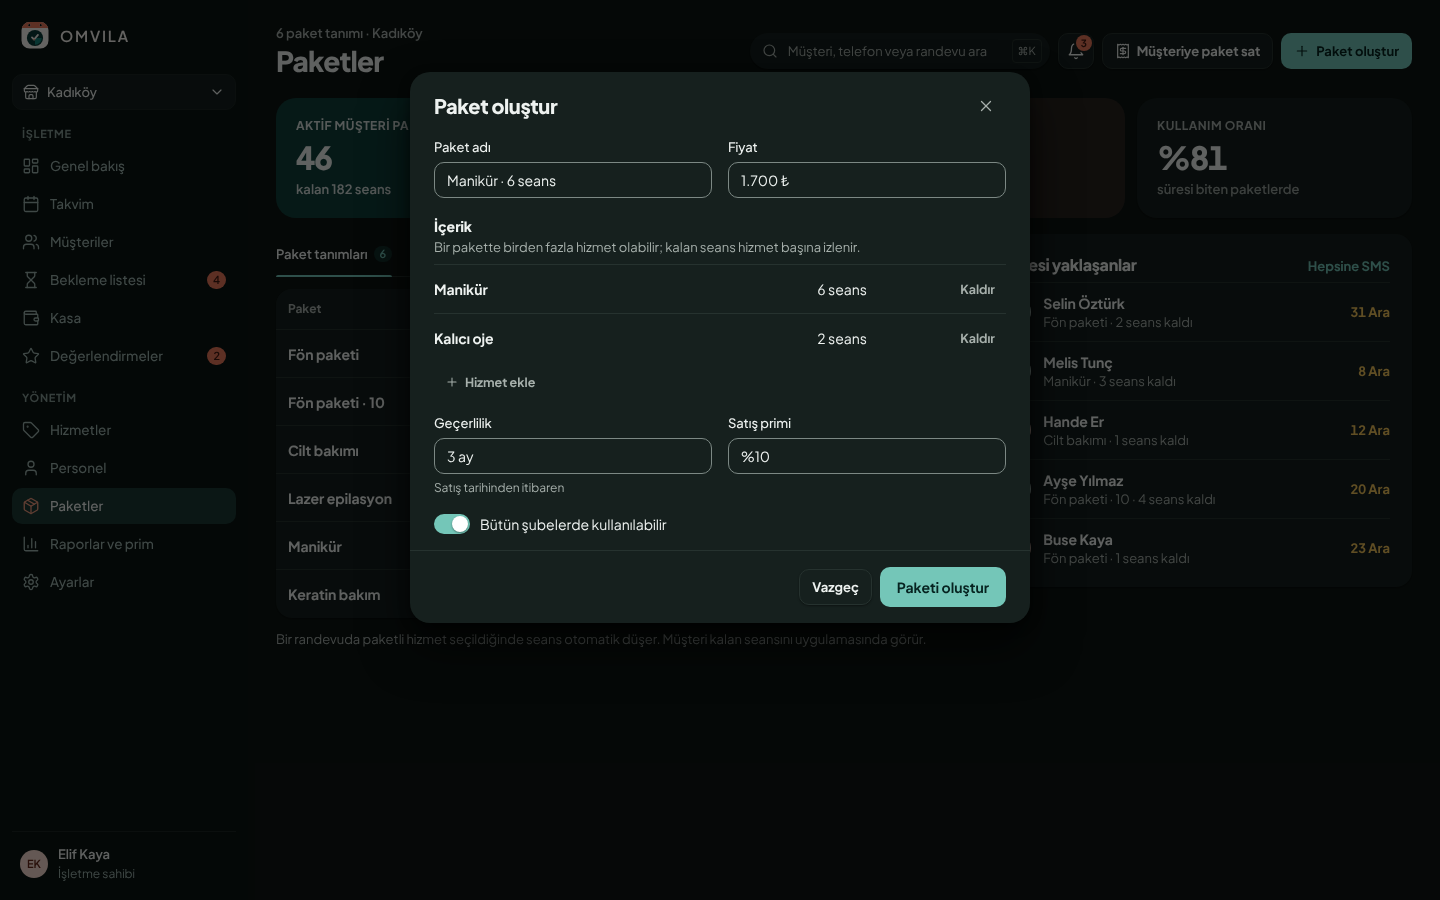 OMVILA
Kadıköy
İŞLETME
Genel bakış
Takvim
Müşteriler
Bekleme listesi 4
Kasa
Değerlendirmeler 2
YÖNETİM
Hizmetler
Personel
Paketler
Raporlar ve prim
Ayarlar
EK
Elif Kaya
İşletme sahibi
6 paket tanımı · Kadıköy
Paketler
Müşteri, telefon veya randevu ara ⌘K
3
Müşteriye paket sat
Paket oluştur
AKTİF MÜŞTERİ PA
46
kalan 182 seans
KULLANIM ORANI
%81
süresi biten paketlerde
Paket tanımları 6
Paket
Fön paketi
Fön paketi · 10
Cilt bakımı
Lazer epilasyon
Manikür
Keratin bakım
Bir randevuda paketli hizmet seçildiğinde seans otomatik düşer. Müşteri kalan seansını uygulamasında görür.
Paket oluştur
Paket adı
Manikür · 6 seans
Fiyat
1.700 ₺
İçerik
Bir pakette birden fazla hizmet olabilir; kalan seans hizmet başına izlenir.
Manikür 6 seans Kaldır
Kalıcı oje 2 seans Kaldır
Hizmet ekle
Geçerlilik
3 ay
Satış tarihinden itibaren
Satış primi
%10
Bütün şubelerde kullanılabilir
Vazgeç
Paketi oluştur
esi yaklaşanlar
Hepsine SMS
Selin Öztürk
Fön paketi · 2 seans kaldı
31 Ara
Melis Tunç
Manikür · 3 seans kaldı
8 Ara
Hande Er
Cilt bakımı · 1 seans kaldı
12 Ara
Ayşe Yılmaz
Fön paketi · 10 · 4 seans kaldı
20 Ara
Buse Kaya
Fön paketi · 1 seans kaldı
23 Ara